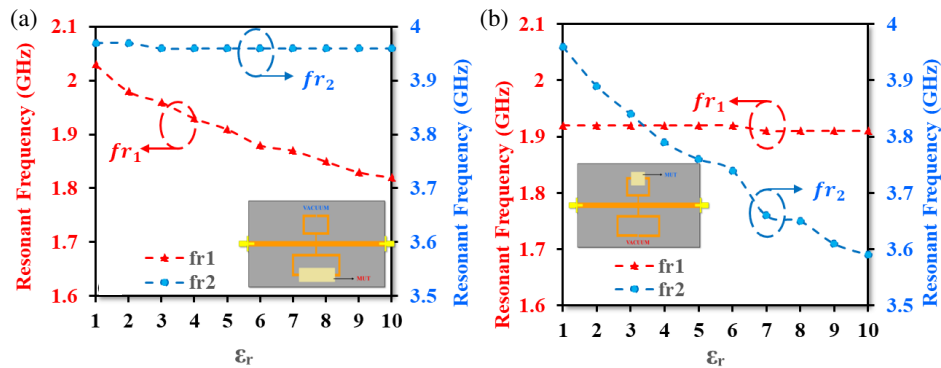 (a)
Resonant Frequency (GHz)
2.1
2
1.9
1.8
1.7
1.6
4
3.9
3.8
3.7
3.6
3.5
Resonant Frequency (GHz)
fr₂
fr₁
VACUUM
MUT
fr1
fr2
1 2 3 4 5 6 7 8 9 10
εᵣ
(b)
Resonant Frequency (GHz)
2.1
2
1.9
1.8
1.7
1.6
4
3.9
3.8
3.7
3.6
3.5
Resonant Frequency (GHz)
fr₁
fr₂
MUT
VACUUM
fr1
fr2
1 2 3 4 5 6 7 8 9 10
εᵣ